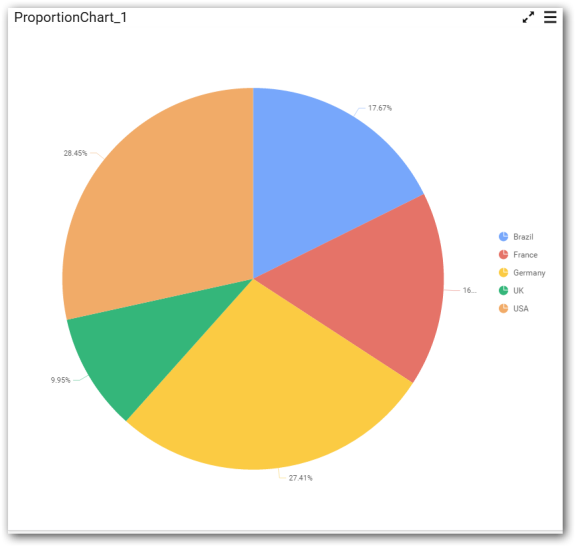 ProportionChart_1
17.67%
28.45%
Brazil
France
Germany
16...
UK
USA
9.95%
27.41%